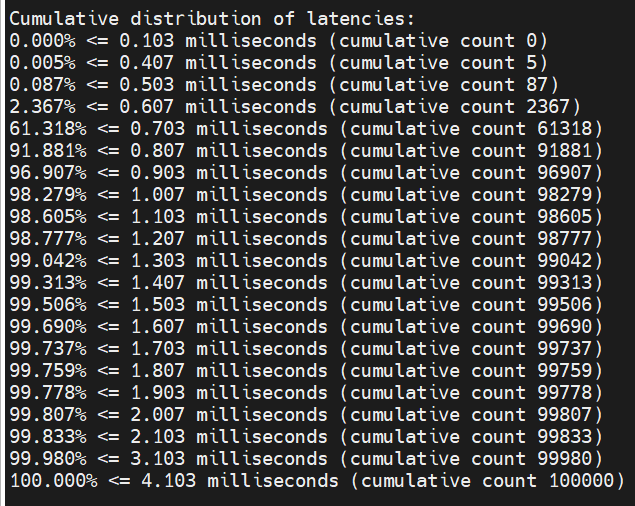 Cumulative distribution of latencies:
0.000% <= 0.103 milliseconds (cumulative count 0)
0.005% <= 0.407 milliseconds (cumulative count 5)
0.087% <= 0.503 milliseconds (cumulative count 87)
2.367% <= 0.607 milliseconds (cumulative count 2367)
61.318% <= 0.703 milliseconds (cumulative count 61318)
91.881% <= 0.807 milliseconds (cumulative count 91881)
96.907% <= 0.903 milliseconds (cumulative count 96907)
98.279% <= 1.007 milliseconds (cumulative count 98279)
98.605% <= 1.103 milliseconds (cumulative count 98605)
98.777% <= 1.207 milliseconds (cumulative count 98777)
99.042% <= 1.303 milliseconds (cumulative count 99042)
99.313% <= 1.407 milliseconds (cumulative count 99313)
99.506% <= 1.503 milliseconds (cumulative count 99506)
99.690% <= 1.607 milliseconds (cumulative count 99690)
99.737% <= 1.703 milliseconds (cumulative count 99737)
99.759% <= 1.807 milliseconds (cumulative count 99759)
99.778% <= 1.903 milliseconds (cumulative count 99778)
99.807% <= 2.007 milliseconds (cumulative count 99807)
99.833% <= 2.103 milliseconds (cumulative count 99833)
99.980% <= 3.103 milliseconds (cumulative count 99980)
100.000% <= 4.103 milliseconds (cumulative count 100000)